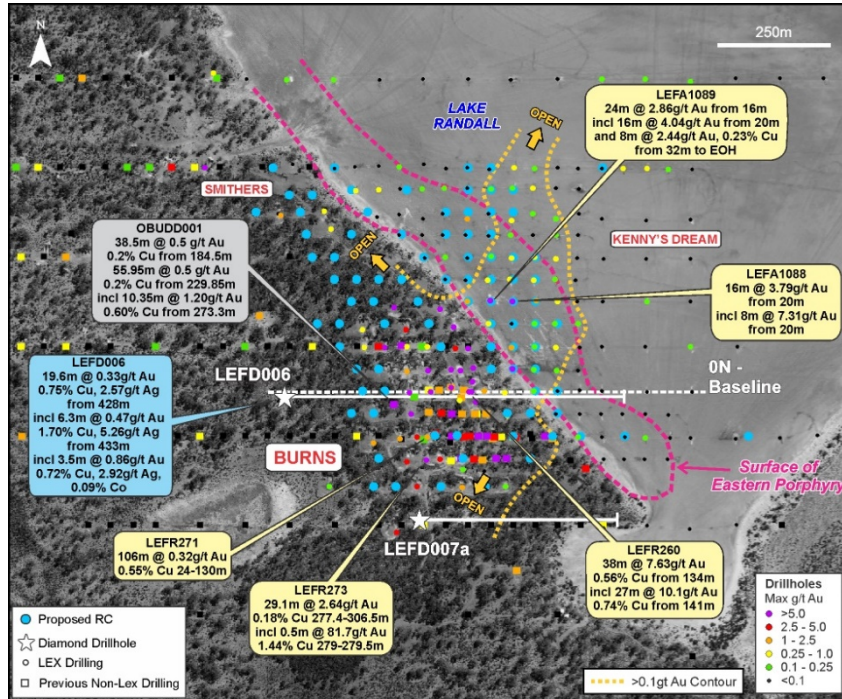 N
250m
LEFA1089
24m @ 2.86g/t Au from 16m
incl 16m @ 4.04g/t Au from 20m
and 8m @ 2.44g/t Au, 0.23% Cu
from 32m to EOH
LAKE
RANDALL
OPEN
SMITHERS
KENNY'S DREAM
OBUDD001
38.5m @ 0.5 g/t Au
0.2% Cu from 184.5m
55.95m @ 0.5 g/t Au
0.2% Cu from 229.85m
incl 10.35m @ 1.20g/t Au
0.60% Cu from 273.3m
OPEN
LEFA1088
16m @ 3.79g/t Au
from 20m
incl 8m @ 7.31g/t Au
from 20m
LEFD006
19.6m @ 0.33g/t Au
0.75% Cu, 2.57g/t Ag
from 428m
incl 6.3m @ 0.47g/t Au
1.70% Cu, 5.26g/t Ag
from 433m
incl 3.5m @ 0.86g/t Au
0.72% Cu, 2.92g/t Ag,
0.09% Co
LEFD006
0N -
Baseline
BURNS
Surface of
Eastern Porphyry
OPEN
LEFD007a
LEFR271
106m @ 0.32g/t Au
0.55% Cu 24-130m
LEFR273
29.1m @ 2.64g/t Au
0.18% Cu 277.4-306.5m
incl 0.5m @ 81.7g/t Au
1.44% Cu 279-279.5m
LEFR260
38m @ 7.63g/t Au
0.56% Cu from 134m
incl 27m @ 10.1g/t Au
0.74% Cu from 141m
Proposed RC
Diamond Drillhole
LEX Drilling
Previous Non-Lex Drilling
>0.1gt Au Contour
Drillholes
Max g/t Au
>5.0
2.5 - 5.0
1 - 2.5
0.25 - 1.0
0.1 - 0.25
<0.1